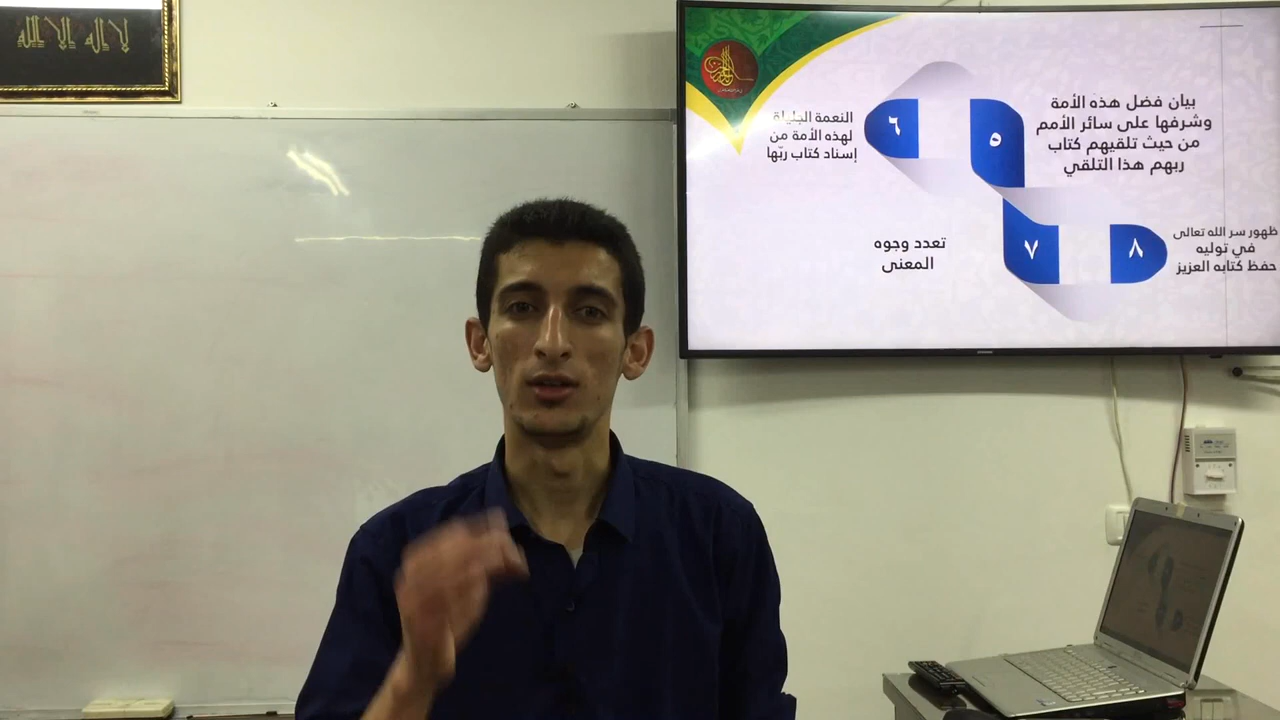 لا إله إلا الله
بيان فضل هذه الأمة
وشرفها على سائر الأمم
من حيث تلقيهم كتاب
ربهم هذا التلقي
٥
النعمة الجليلة
لهذه الأمة من
إسناد كتاب ربّها
٦
تعدد وجوه
المعنى
٧
ظهور سر الله تعالى
في توليه
حفظ كتابه العزيز
٨